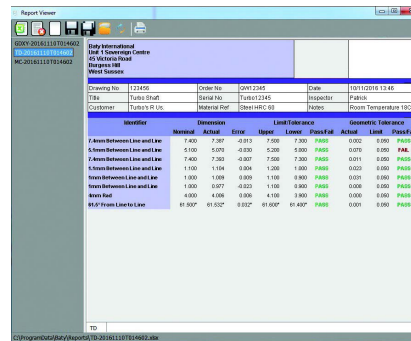 Report Viewer
GOXY-20161110T014602
TD-20161110T014602
MC-20161110T014602
Baty International
Unit 1 Sovereign Centre
45 Victoria Road
Burgess Hill
West Sussex
Drawing No 123456 Order No QW12345 Date 10/11/2016 13:46
Title Turbo Shaft Serial No Turbo12345 Inspector Patrick
Customer Turbo's R Us. Material Ref Steel HRC 60 Notes Room Temperature 18C
Identifier Dimension Limit/Tolerance Geometric Tolerance
Nominal Actual Error Upper Lower Pass/Fail Actual Limit Pass/Fa
7.4mm Between Line and Line 7.400 7.387 -0.013 7.500 7.300 PASS 0.002 0.050 PASS
5.1mm Between Line and Line 5.100 5.070 -0.030 5.200 5.000 PASS 0.070 0.050 FAIL
7.4mm Between Line and Line 7.400 7.393 -0.007 7.500 7.300 PASS 0.011 0.050 PASS
1.1mm Between Line and Line 1.100 1.104 0.004 1.200 1.000 PASS 0.023 0.050 PASS
1mm Between Line and Line 1.000 1.009 0.009 1.100 0.900 PASS 0.031 0.050 PASS
1mm Between Line and Line 1.000 0.977 -0.023 1.100 0.900 PASS 0.008 0.050 PASS
4mm Rad 4.000 4.006 0.006 4.100 3.900 PASS 0.000 0.050 PASS
61.5° From Line to Line 61.500° 61.532° 0.032° 61.600° 61.400° PASS 0.001 0.050 PASS
TD
C:\ProgramData\Baty\Reports\TD-20161110T014602.xlsx